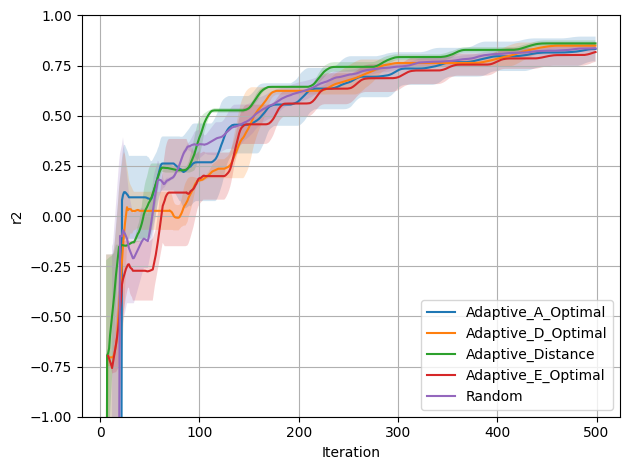 1.00
0.75
0.50
0.25
0.00
−0.25
−0.50
−0.75
−1.00
r2
0 100 200 300 400 500
Iteration
Adaptive_A_Optimal
Adaptive_D_Optimal
Adaptive_Distance
Adaptive_E_Optimal
Random